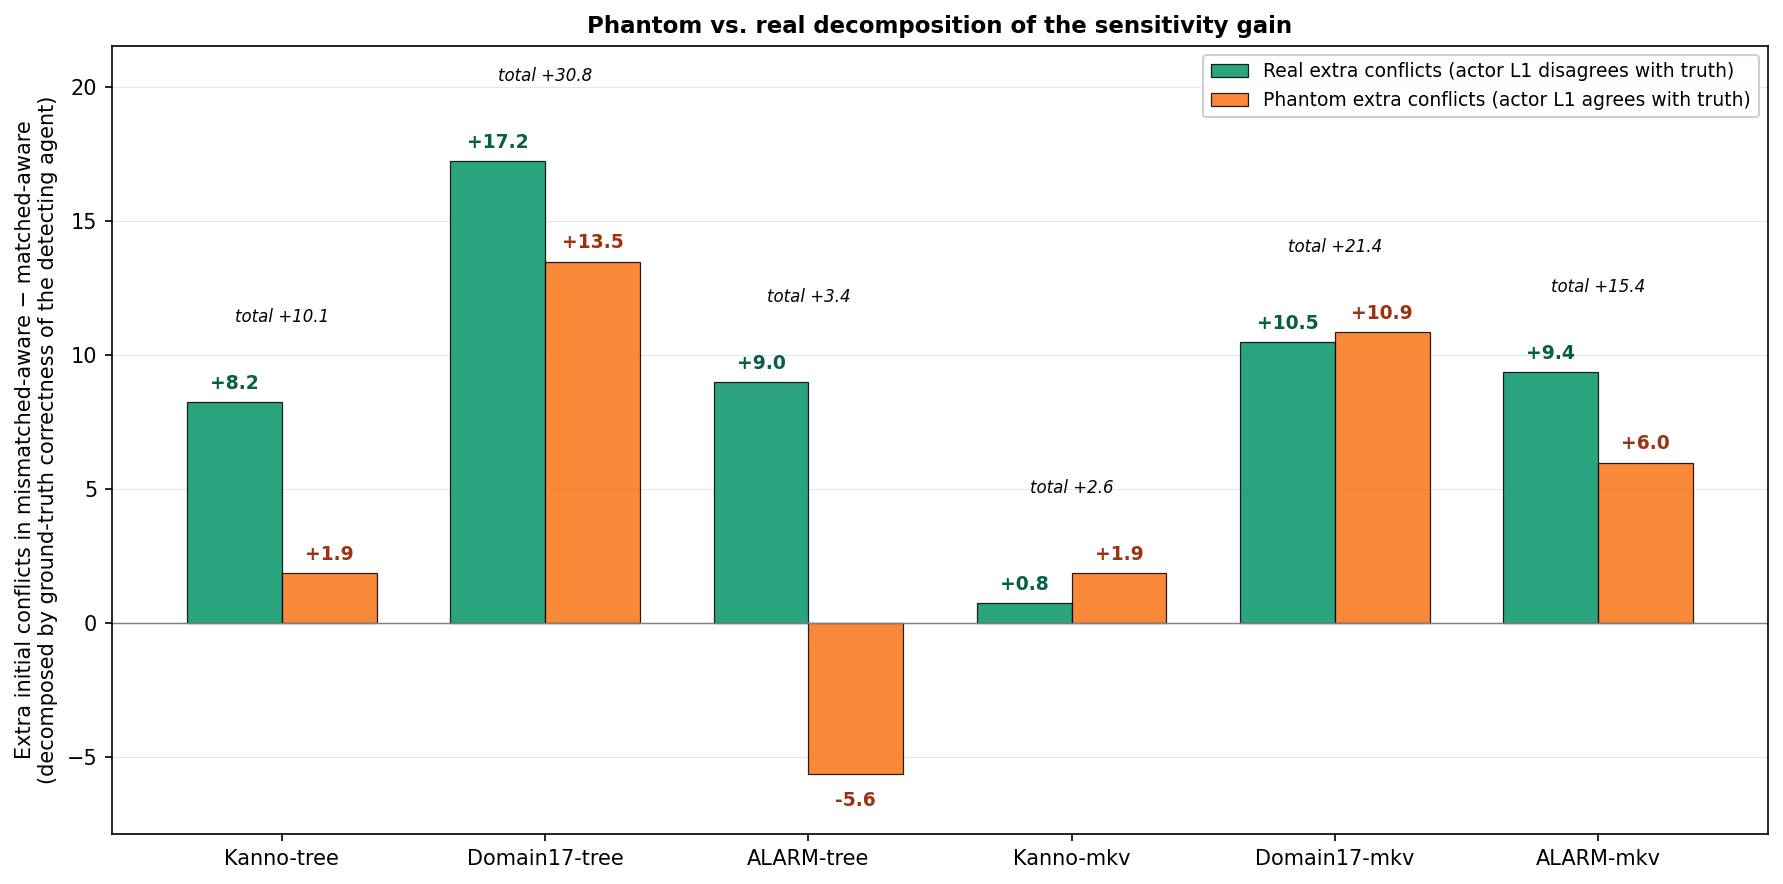 Phantom vs. real decomposition of the sensitivity gain
Extra initial conflicts in mismatched-aware − matched-aware
(decomposed by ground-truth correctness of the detecting agent)
20
15
10
5
0
−5
Real extra conflicts (actor L1 disagrees with truth)
Phantom extra conflicts (actor L1 agrees with truth)
total +10.1
+8.2
+1.9
total +30.8
+17.2
+13.5
total +3.4
+9.0
-5.6
total +2.6
+0.8
+1.9
total +21.4
+10.5
+10.9
total +15.4
+9.4
+6.0
Kanno-tree
Domain17-tree
ALARM-tree
Kanno-mkv
Domain17-mkv
ALARM-mkv